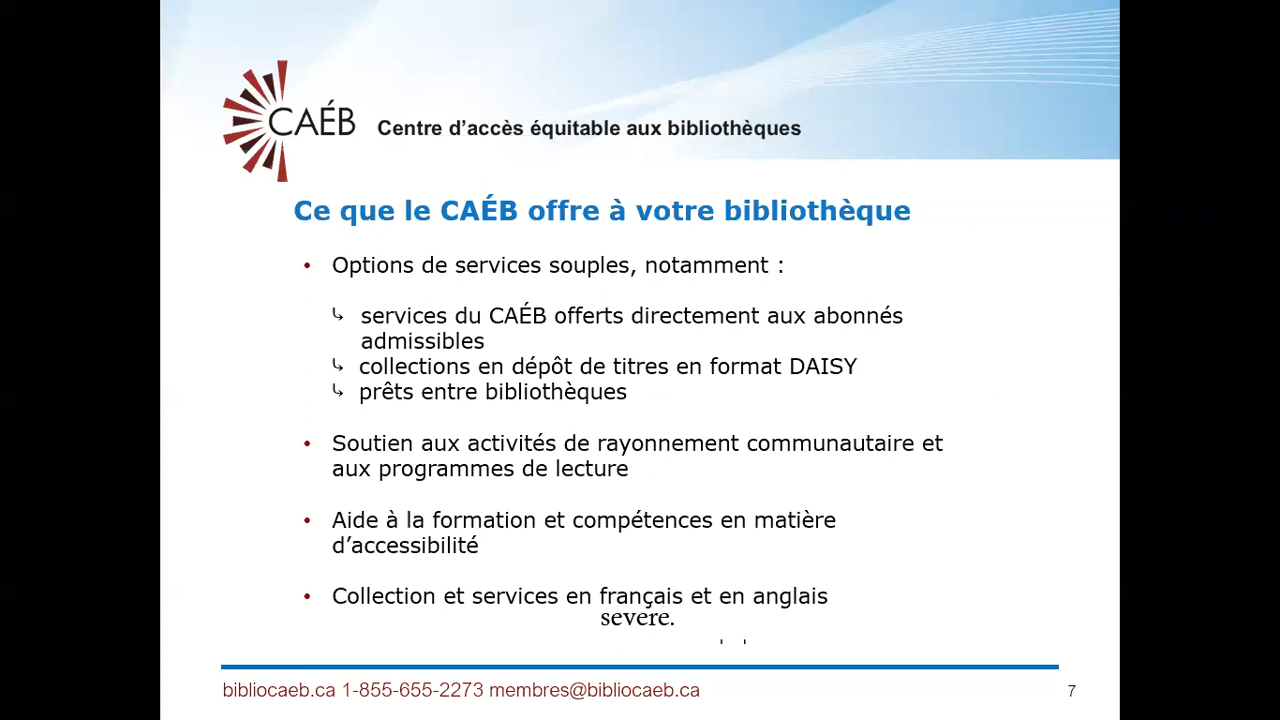 CAÉB Centre d’accès équitable aux bibliothèques
Ce que le CAÉB offre à votre bibliothèque
• Options de services souples, notamment :
⤷ services du CAÉB offerts directement aux abonnés
admissibles
⤷ collections en dépôt de titres en format DAISY
⤷ prêts entre bibliothèques
• Soutien aux activités de rayonnement communautaire et
aux programmes de lecture
• Aide à la formation et compétences en matière
d’accessibilité
• Collection et services en français et en anglais
severe.
bibliocaeb.ca 1-855-655-2273 membres@bibliocaeb.ca
7